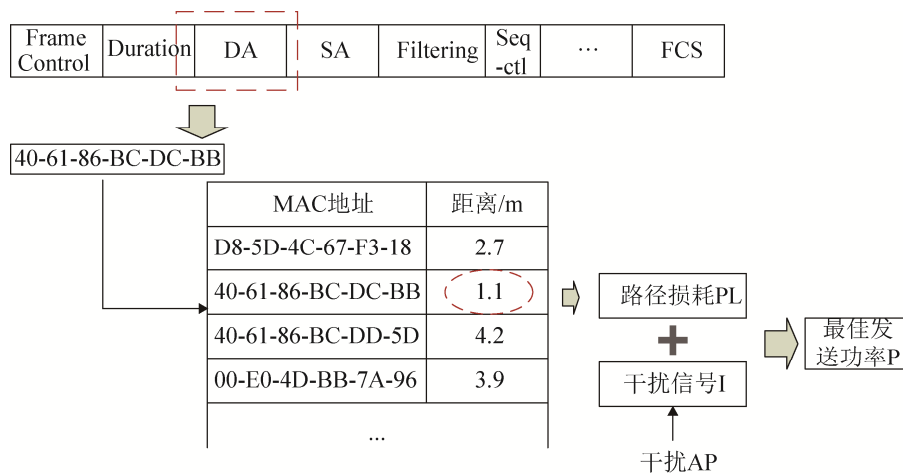 Frame
Control
Duration
DA
SA
Filtering
Seq
-ctl
...
FCS
40-61-86-BC-DC-BB
MAC地址 距离/m
D8-5D-4C-67-F3-18 2.7
40-61-86-BC-DC-BB 1.1
40-61-86-BC-DD-5D 4.2
00-E0-4D-BB-7A-96 3.9
...
路径损耗PL
+
干扰信号I
干扰AP
最佳发
送功率P